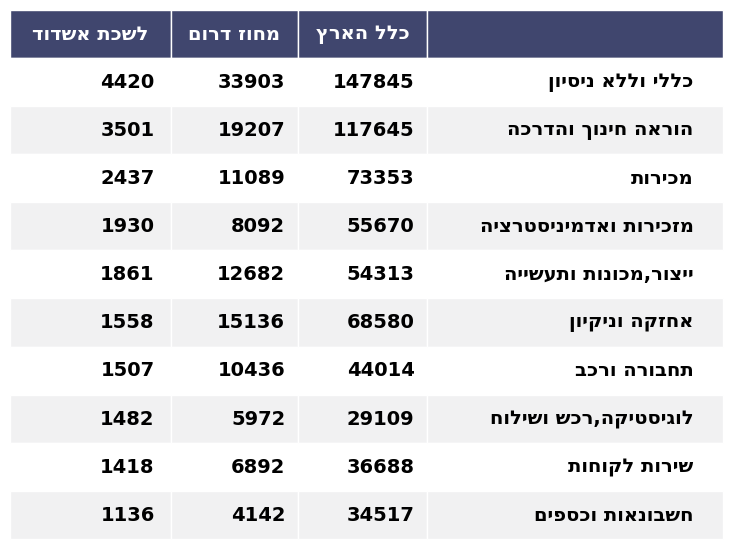 כלל הארץ מחוז דרום לשכת אשדוד
כללי וללא ניסיון 147845 33903 4420
הוראה חינוך והדרכה 117645 19207 3501
מכירות 73353 11089 2437
מזכירות ואדמיניסטרציה 55670 8092 1930
ייצור,מכונות ותעשייה 54313 12682 1861
אחזקה וניקיון 68580 15136 1558
תחבורה ורכב 44014 10436 1507
לוגיסטיקה,רכש ושילוח 29109 5972 1482
שירות לקוחות 36688 6892 1418
חשבונאות וכספים 34517 4142 1136